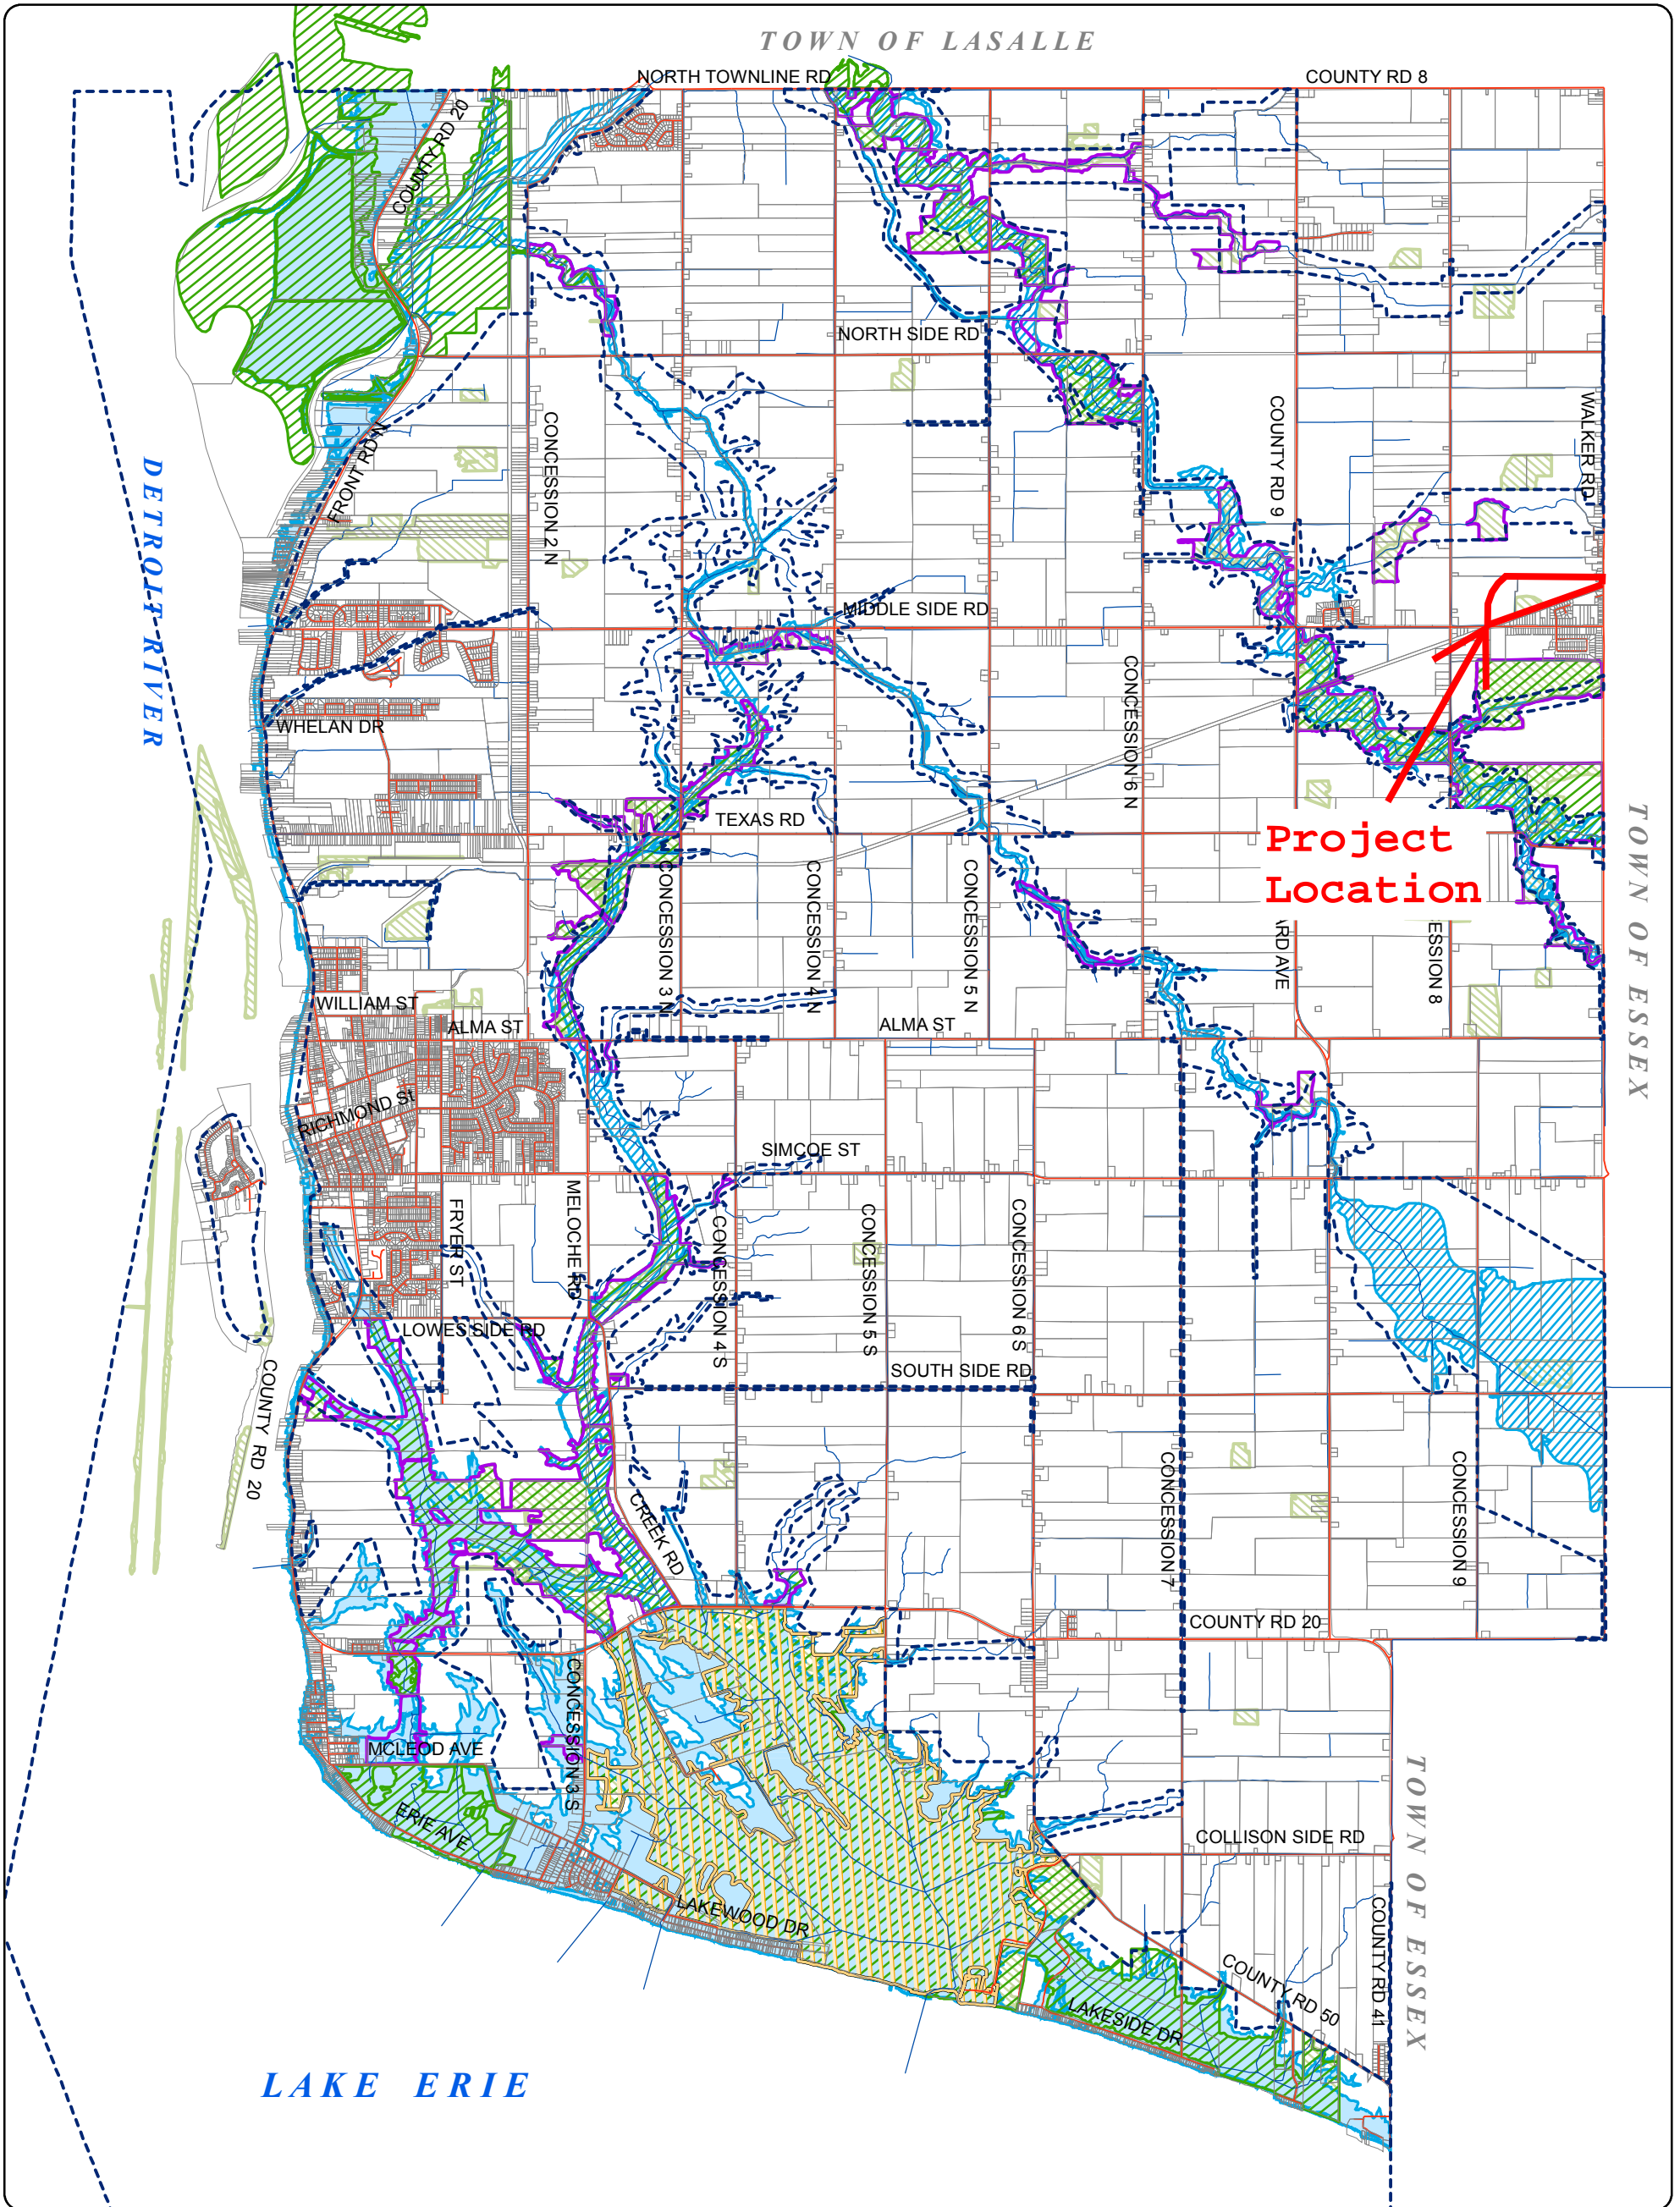 TOWN OF LASALLE
NORTH TOWNLINE RD
COUNTY RD 8
COUNTY RD 20
NORTH SIDE RD
CONCESSION 2 N
COUNTY RD 9
WALKER RD
FRONT RD N
DETROIT RIVER
MIDDLE SIDE RD
CONCESSION 6 N
WHELAN DR
TEXAS RD
Project
Location
TOWN OF ESSEX
CONCESSION 3 N
CONCESSION 4 N
CONCESSION 5 N
ARD AVE
ESSION 8
WILLIAM ST
ALMA ST
ALMA ST
RICHMOND St
SIMCOE ST
FRYER ST
MELOCHE RD
CONCESSION 4 S
CONCESSION 5 S
CONCESSION 6 S
LOWES SIDE RD
SOUTH SIDE RD
COUNTY RD 20
CONCESSION 7
CONCESSION 9
CREEK RD
COUNTY RD 20
CONCESSION 3 S
MCLEOD AVE
ERIE AVE
COLLISON SIDE RD
TOWN OF ESSEX
LAKEWOOD DR
COUNTY RD 41
COUNTY RD 50
LAKESIDE DR
LAKE ERIE